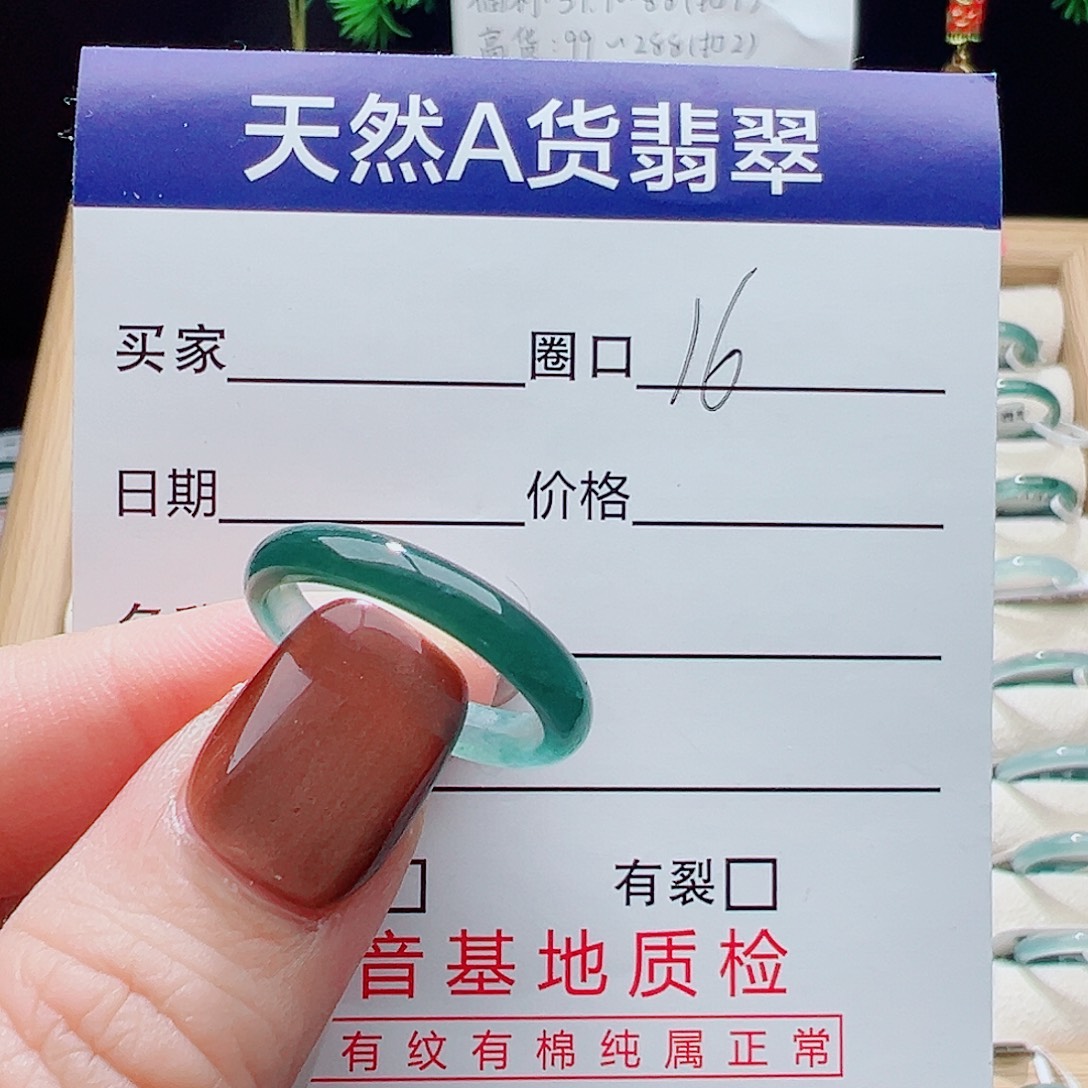 高货:99~288(扣2)
天然A货翡翠
买家 圈口 16
日期 价格
有裂
音基地质检
有纹有棉纯属正常